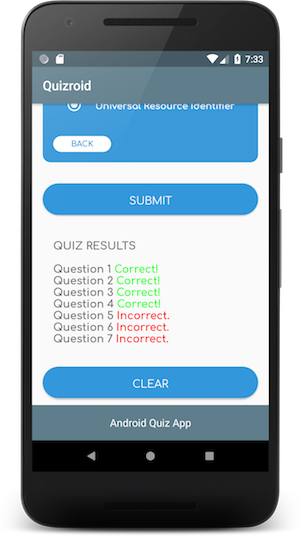 7:33
Quizroid
Universal Resource Identifier
BACK
SUBMIT
QUIZ RESULTS
Question 1 Correct!
Question 2 Correct!
Question 3 Correct!
Question 4 Correct!
Question 5 Incorrect.
Question 6 Incorrect.
Question 7 Incorrect.
CLEAR
Android Quiz App